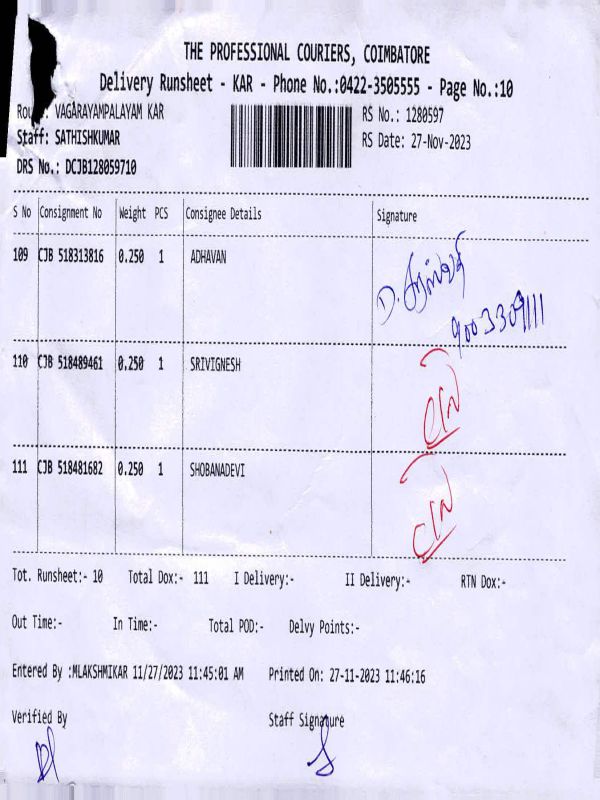 THE PROFESSIONAL COURIERS, COIMBATORE
Delivery Runsheet - KAR - Phone No.:0422-3505555 - Page No.:10
VAGARAYAMPALAYAM KAR RS No.: 1280597
Staff: SATHISHKUMAR RS Date: 27-Nov-2023
DRS No.: DCJB128059710
S No Consignment No Weight PCS Consignee Details Signature
109 CJB 518313816 0.250 1 ADHAVAN
D. சரஸ்வதி
9003309111
110 CJB 518489461 0.250 1 SRIVIGNESH
111 CJB 518481682 0.250 1 SHOBANADEVI
Tot. Runsheet:- 10 Total Dox:- 111 I Delivery:- II Delivery:- RTN Dox:-
Out Time:- In Time:- Total POD:- Delvy Points:-
Entered By :MLAKSHMIKAR 11/27/2023 11:45:01 AM Printed On: 27-11-2023 11:46:16
Verified By Staff Signature